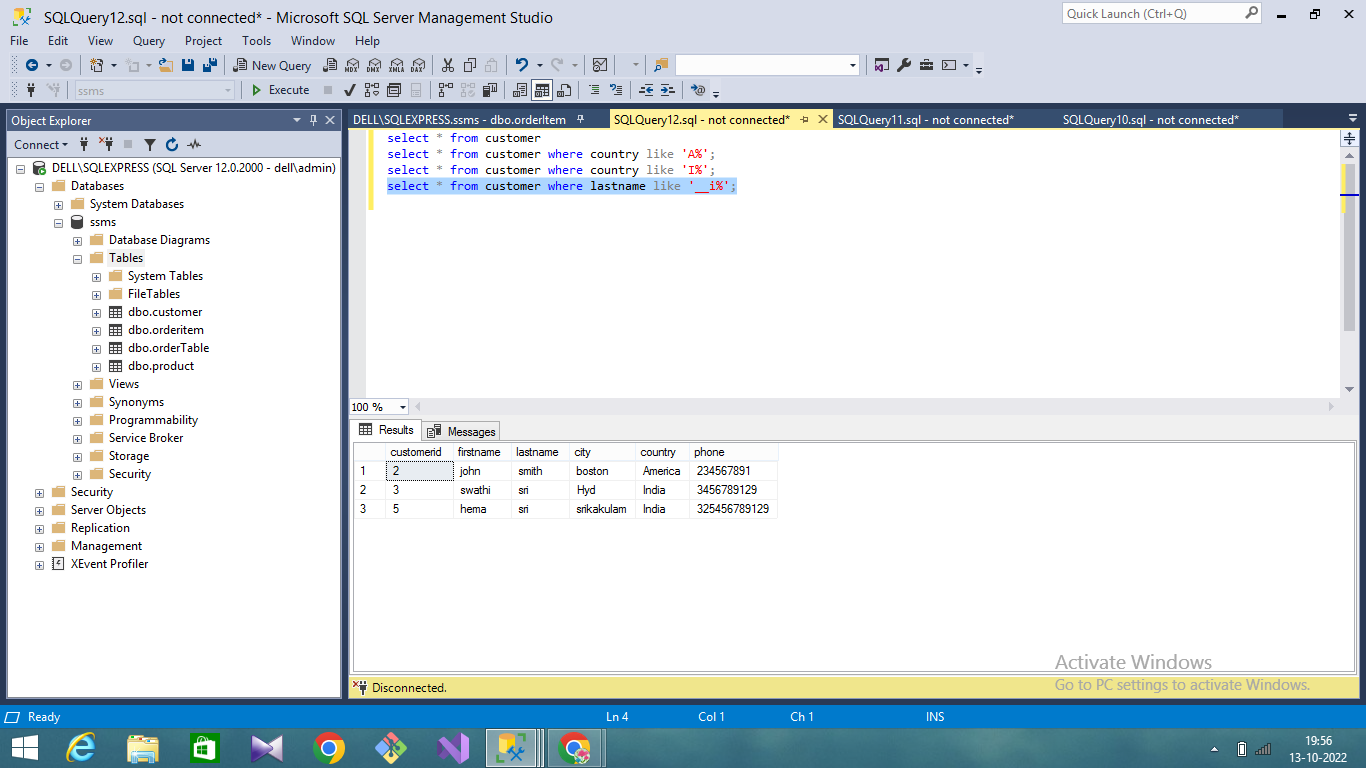 SQLQuery12.sql - not connected* - Microsoft SQL Server Management Studio
Quick Launch (Ctrl+Q)
File Edit View Query Project Tools Window Help
New Query MDX DMX XMLA DAX
ssms Execute
Object Explorer
Connect
DELL\SQLEXPRESS (SQL Server 12.0.2000 - dell\admin)
Databases
System Databases
ssms
Database Diagrams
Tables
System Tables
FileTables
dbo.customer
dbo.orderitem
dbo.orderTable
dbo.product
Views
Synonyms
Programmability
Service Broker
Storage
Security
Security
Server Objects
Replication
Management
XEvent Profiler
DELL\SQLEXPRESS.ssms - dbo.orderItem SQLQuery12.sql - not connected* SQLQuery11.sql - not connected* SQLQuery10.sql - not connected*
select * from customer
select * from customer where country like 'A%';
select * from customer where country like 'I%';
select * from customer where lastname like '__i%';
100 %
Results Messages
customerid firstname lastname city country phone
1 2 john smith boston America 234567891
2 3 swathi sri Hyd India 3456789129
3 5 hema sri srikakulam India 325456789129
Activate Windows
Go to PC settings to activate Windows.
Disconnected.
Ready Ln 4 Col 1 Ch 1 INS
19:56
13-10-2022